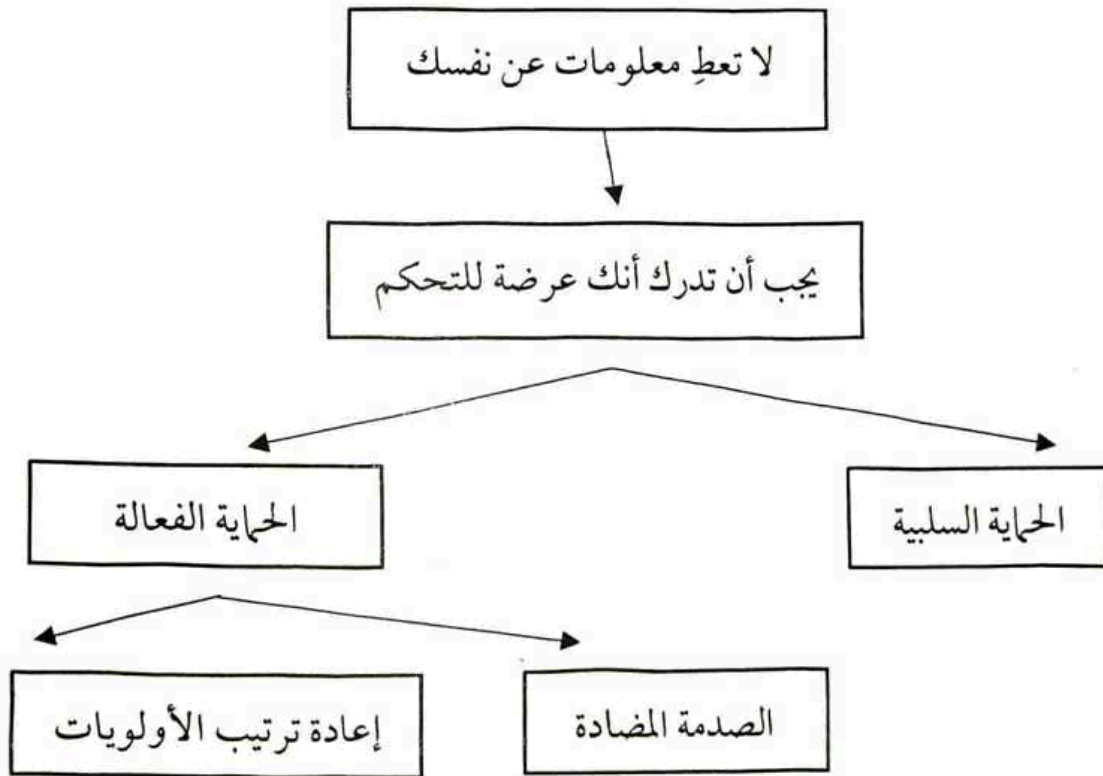 لا تعطِ معلومات عن نفسك
يجب أن تدرك أنك عرضة للتحكم
الحماية السلبية
الحماية الفعالة
الصدمة المضادة
إعادة ترتيب الأولويات